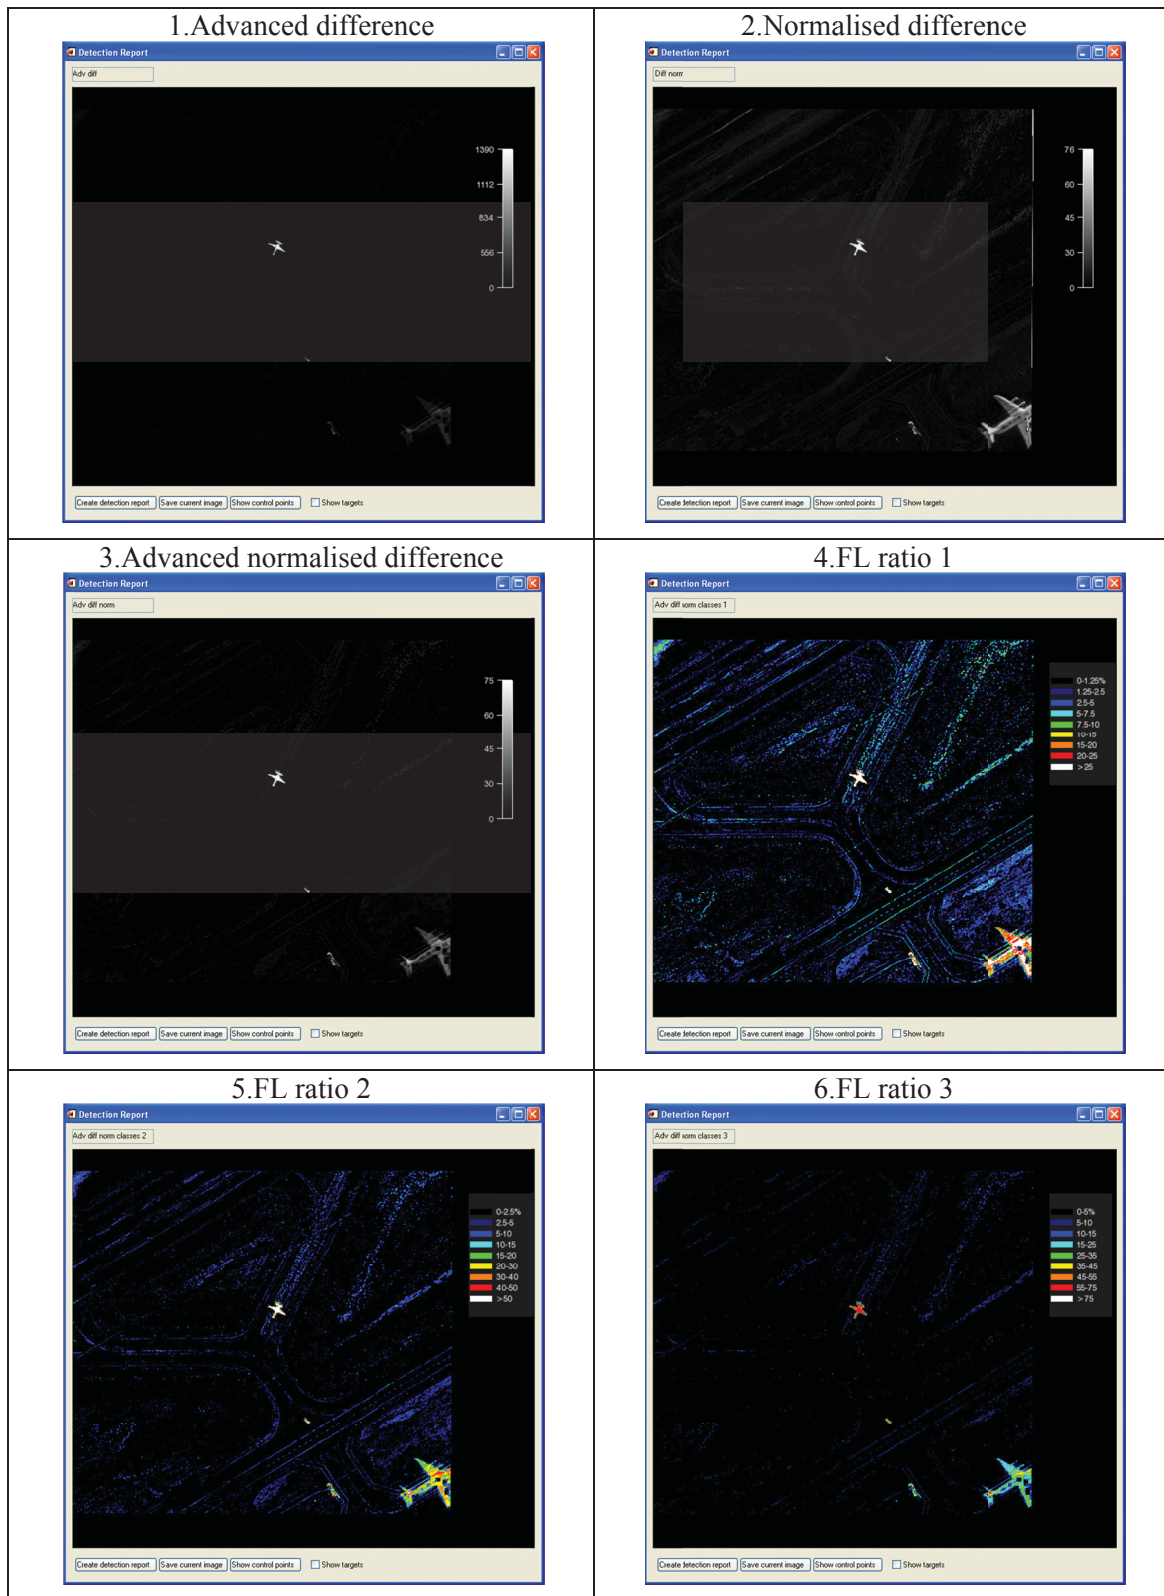 1.Advanced difference
Detection Report
Adv diff
1390
1112
834
556
0
Create detection report Save current image Show control points Show targets
2.Normalised difference
Detection Report
Diff norm
76
60
45
30
0
Create detection report Save current image Show control points Show targets
3.Advanced normalised difference
Detection Report
Adv diff norm
75
60
45
30
0
Create detection report Save current image Show control points Show targets
4.FL ratio 1
Detection Report
Adv diff norm classes 1
0-1.25%
1.25-2.5
2.5-5
5-7.5
7.5-10
10-15
15-20
20-25
>25
Create detection report Save current image Show control points Show targets
5.FL ratio 2
Detection Report
Adv diff norm classes 2
0-2.5%
2.5-5
5-10
10-15
15-20
20-30
30-40
40-50
>50
Create detection report Save current image Show control points Show targets
6.FL ratio 3
Detection Report
Adv diff norm classes 3
0-5%
5-10
10-15
15-25
25-35
35-45
45-55
55-75
>75
Create detection report Save current image Show control points Show targets